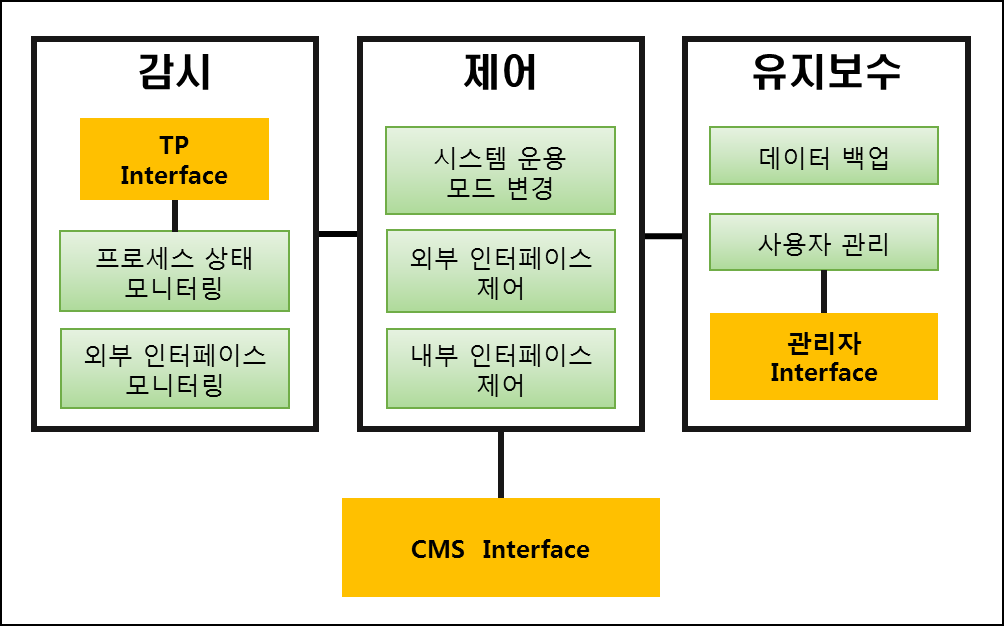 감시
TP
Interface
프로세스 상태
모니터링
외부 인터페이스
모니터링
제어
시스템 운용
모드 변경
외부 인터페이스
제어
내부 인터페이스
제어
유지보수
데이터 백업
사용자 관리
관리자
Interface
CMS Interface